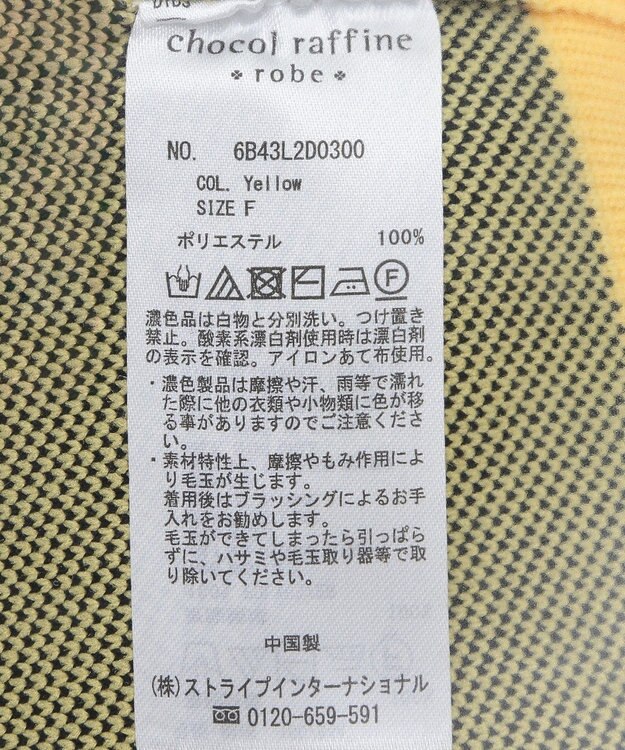 chocol raffine
robe
NO. 6B43L2D0300
COL. Yellow
SIZE F
ポリエステル 100%
F
濃色品は白物と分別洗い。つけ置き
禁止。酸素系漂白剤使用時は漂白剤
の表示を確認。アイロンあて布使用。
・濃色製品は摩擦や汗、雨等で濡れ
た際に他の衣類や小物類に色が移
る事がありますのでご注意くださ
い。
・素材特性上、摩擦やもみ作用によ
り毛玉が生じます。
着用後はブラッシングによるお手
入れをお勧めします。
毛玉ができてしまったら引っぱら
ずに、ハサミや毛玉取り器等で取
り除いてください。
中国製
(株)ストライプインターナショナル
0120-659-591